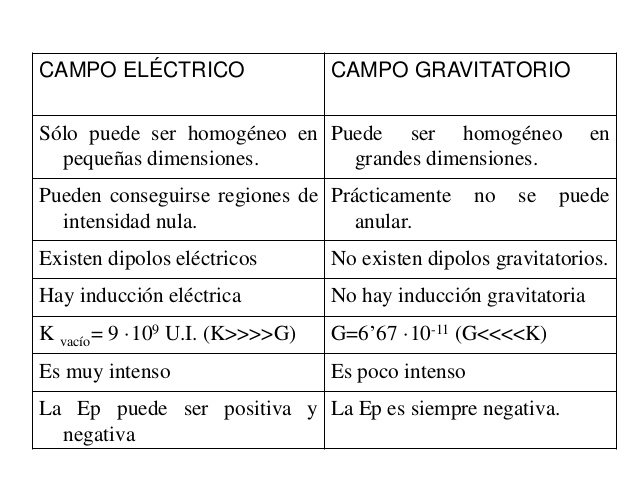 CAMPO ELÉCTRICO CAMPO GRAVITATORIO
Sólo puede ser homogéneo en Puede ser homogéneo en
pequeñas dimensiones. grandes dimensiones.
Pueden conseguirse regiones de Prácticamente no se puede
intensidad nula. anular.
Existen dipolos eléctricos No existen dipolos gravitatorios.
Hay inducción eléctrica No hay inducción gravitatoria
K vacío= 9 ·10⁹ U.I. (K>>>>G) G=6’67 ·10⁻¹¹ (G<<<<K)
Es muy intenso Es poco intenso
La Ep puede ser positiva y La Ep es siempre negativa.
negativa